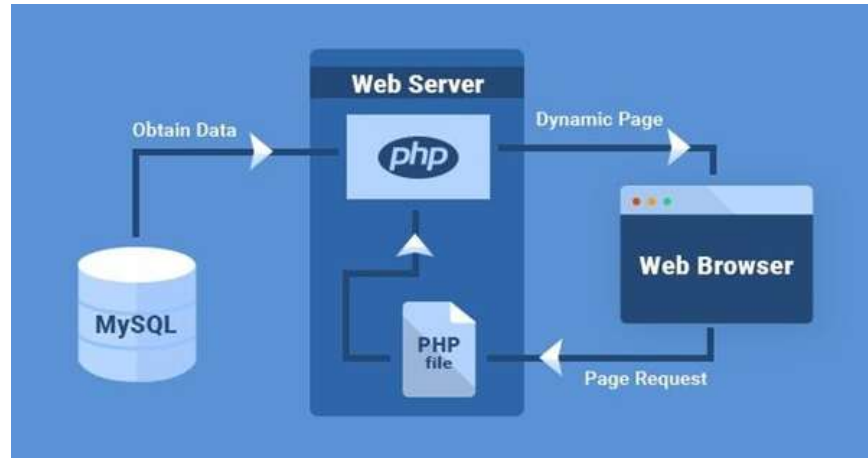 Web Server
Obtain Data
Dynamic Page
php
Web Browser
MySQL
PHP
file
Page Request